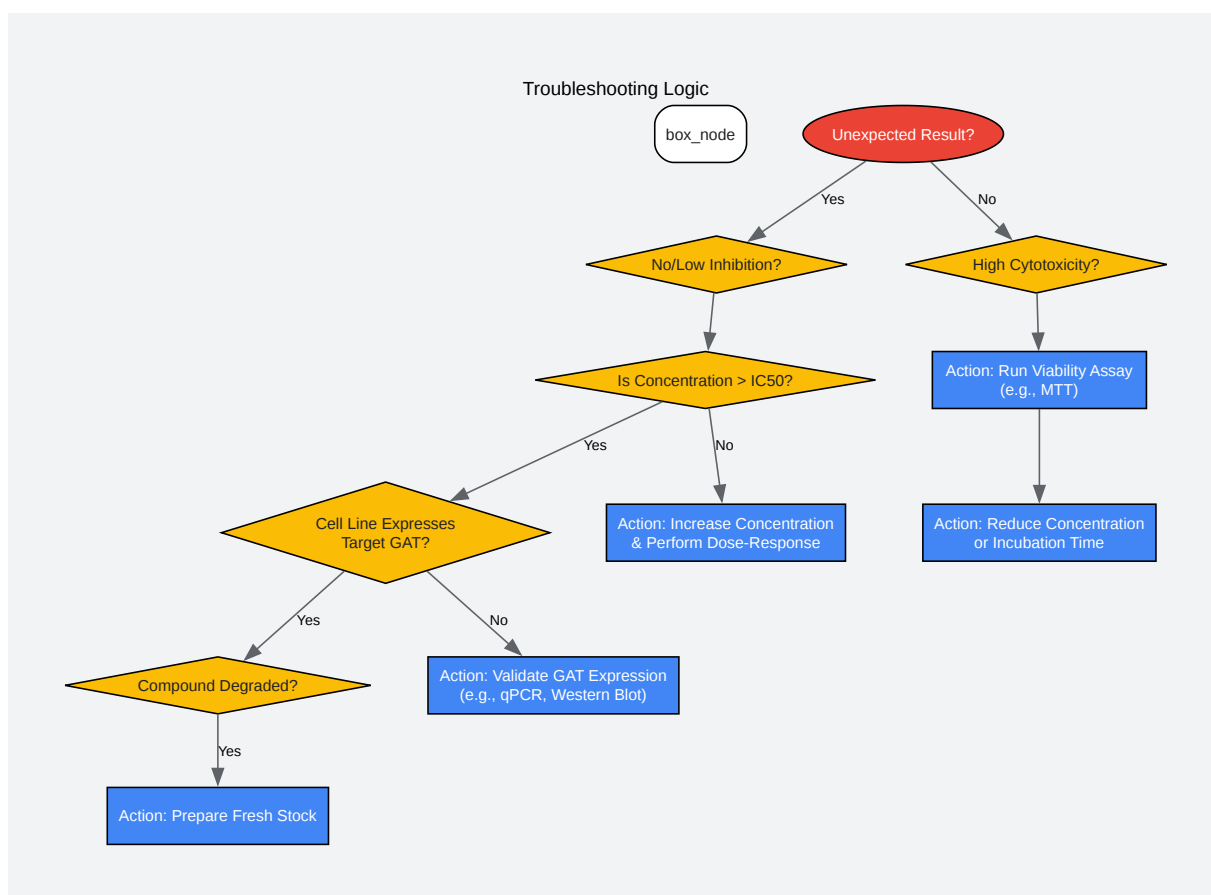 Troubleshooting Logic
box_node
Unexpected Result?
Yes
No
No/Low Inhibition?
High Cytotoxicity?
Is Concentration > IC50?
Action: Run Viability Assay
(e.g., MTT)
Yes
No
Cell Line Expresses
Target GAT?
Action: Increase Concentration
& Perform Dose-Response
Action: Reduce Concentration
or Incubation Time
Yes
No
Compound Degraded?
Action: Validate GAT Expression
(e.g., qPCR, Western Blot)
Yes
Action: Prepare Fresh Stock